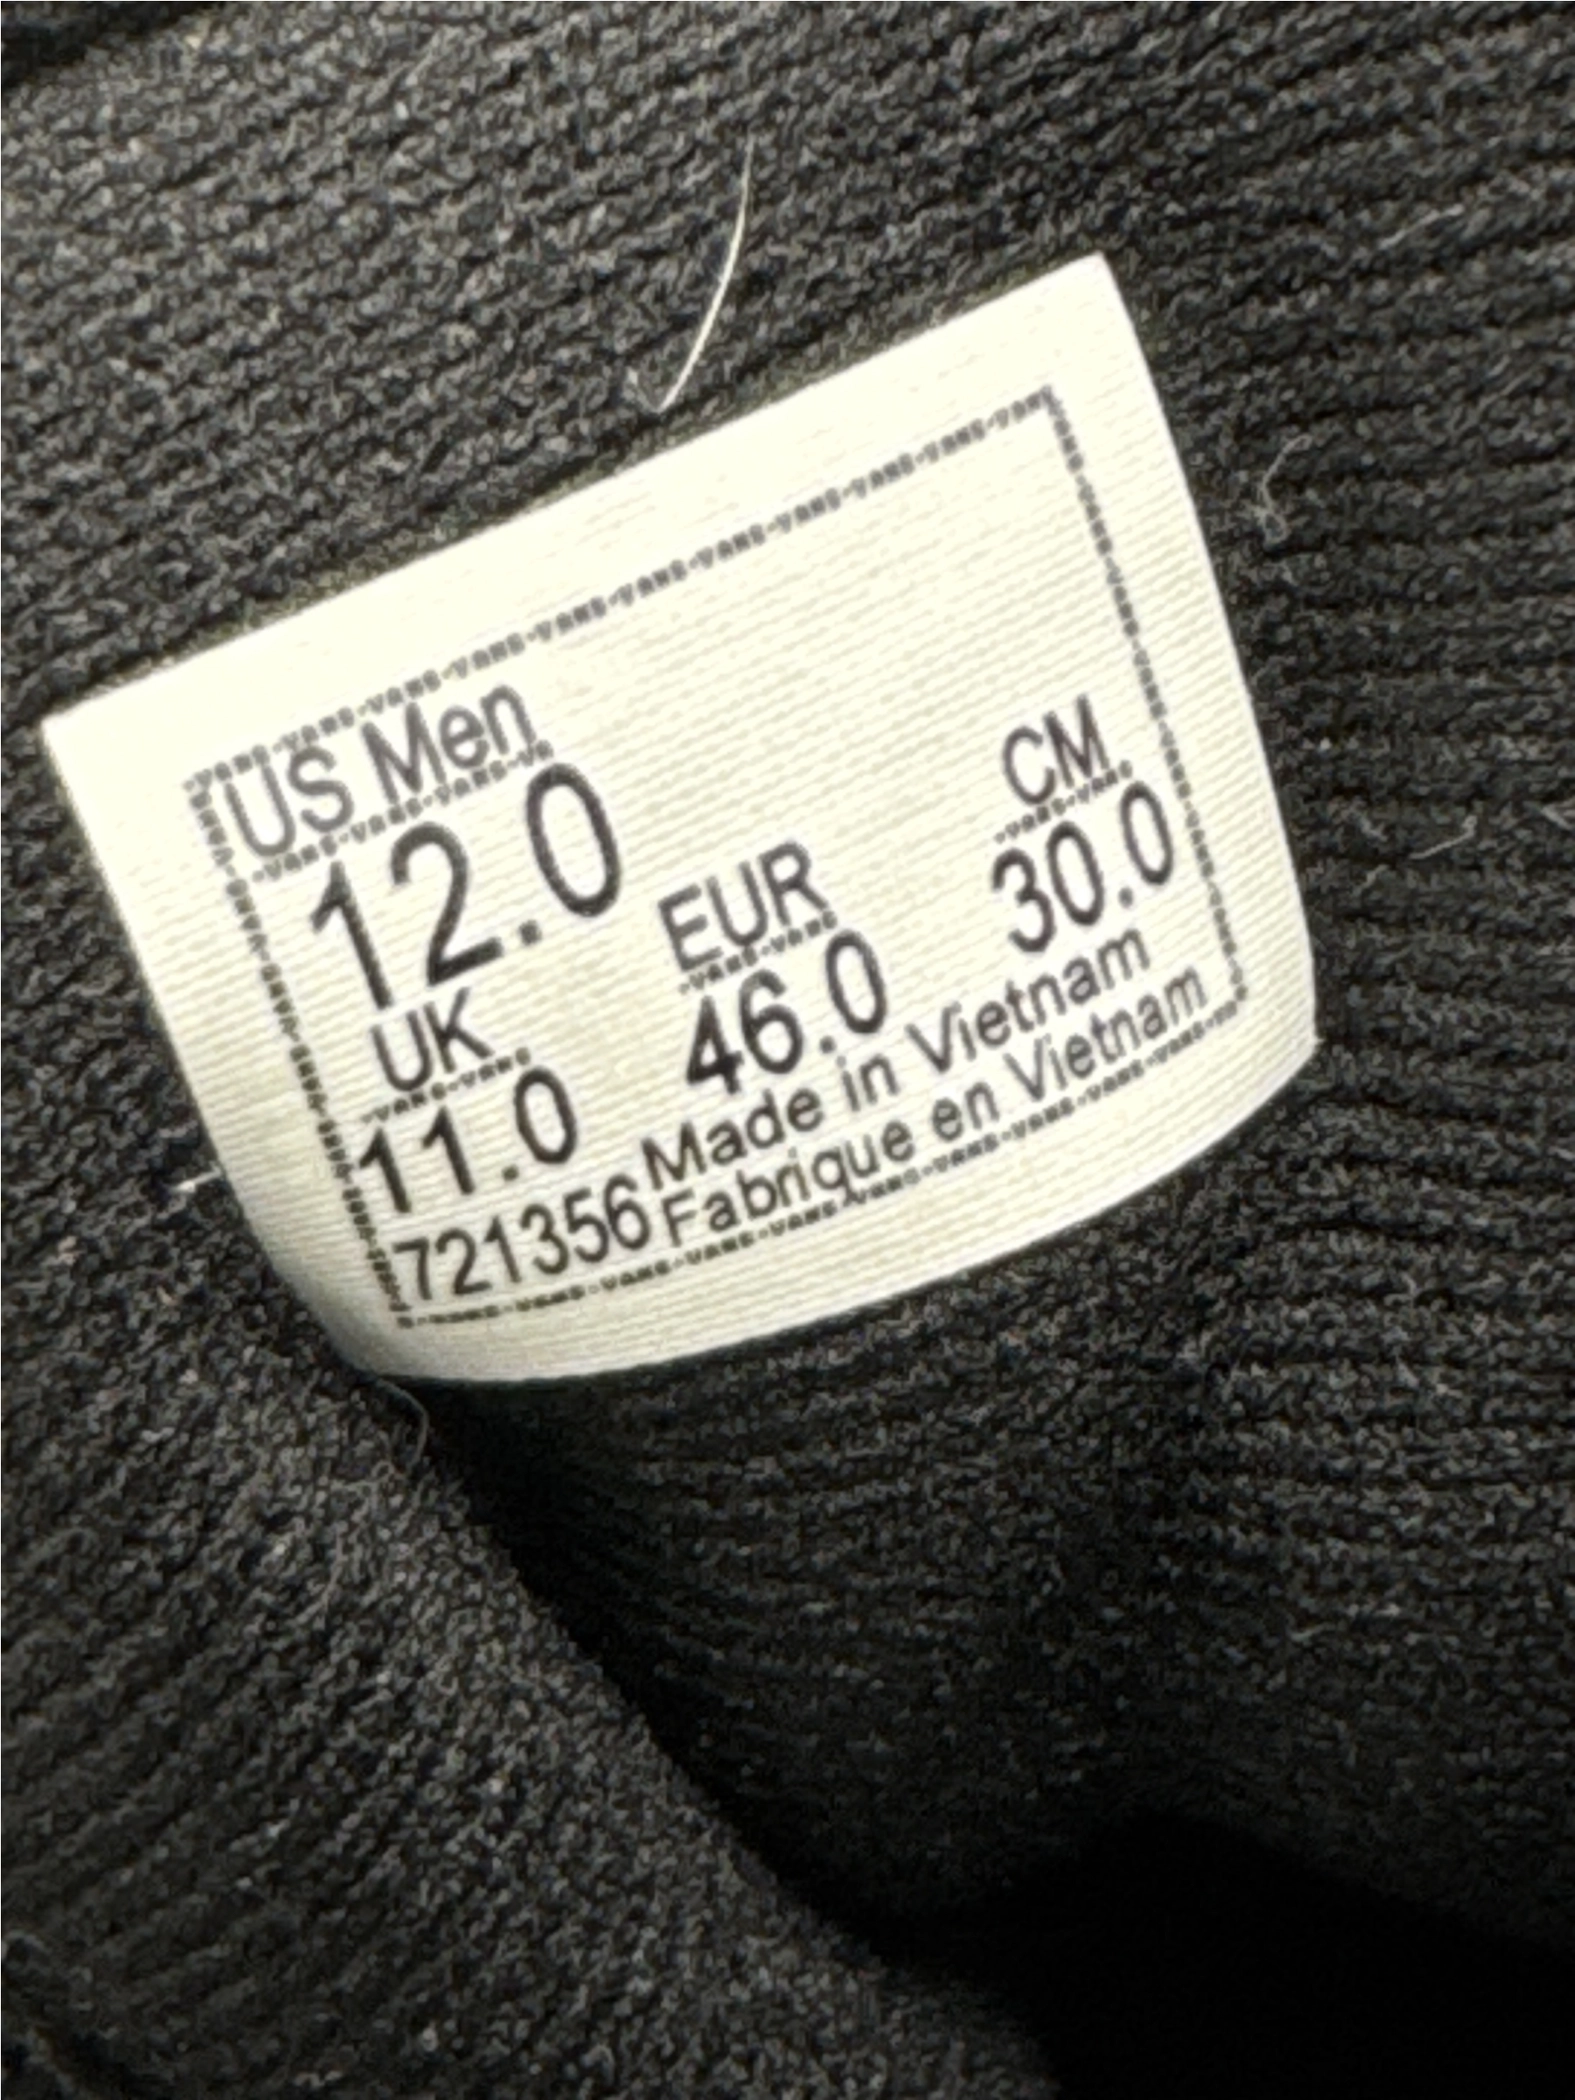 US Men
12.0
UK
11.0
EUR
46.0
CM
30.0
Made in Vietnam
721356 Fabrique en Vietnam